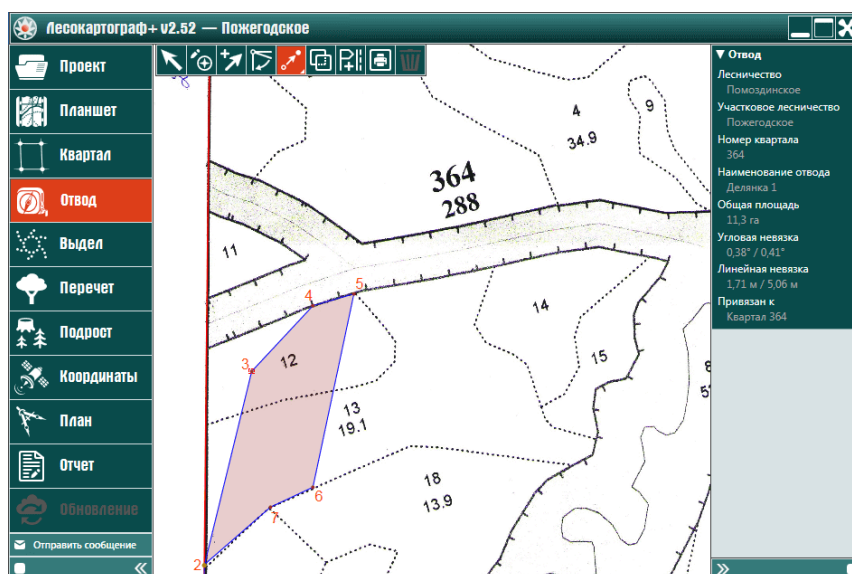 Лесокартограф+ v2.52 — Пожегодское
Проект
Планшет
Квартал
Отвод
Выдел
Перечет
Подрост
Координаты
План
Отчет
Обновление
Отправить сообщение
4
34.9
9
364
288
11
5
4
3
12
14
15
13
19.1
18
13.9
6
7
2
8
▼ Отвод
Лесничество
Помоздинское
Участковое лесничество
Пожегодское
Номер квартала
364
Наименование отвода
Делянка 1
Общая площадь
11,3 га
Угловая невязка
0,38° / 0,41°
Линейная невязка
1,71 м / 5,06 м
Привязан к
Квартал 364